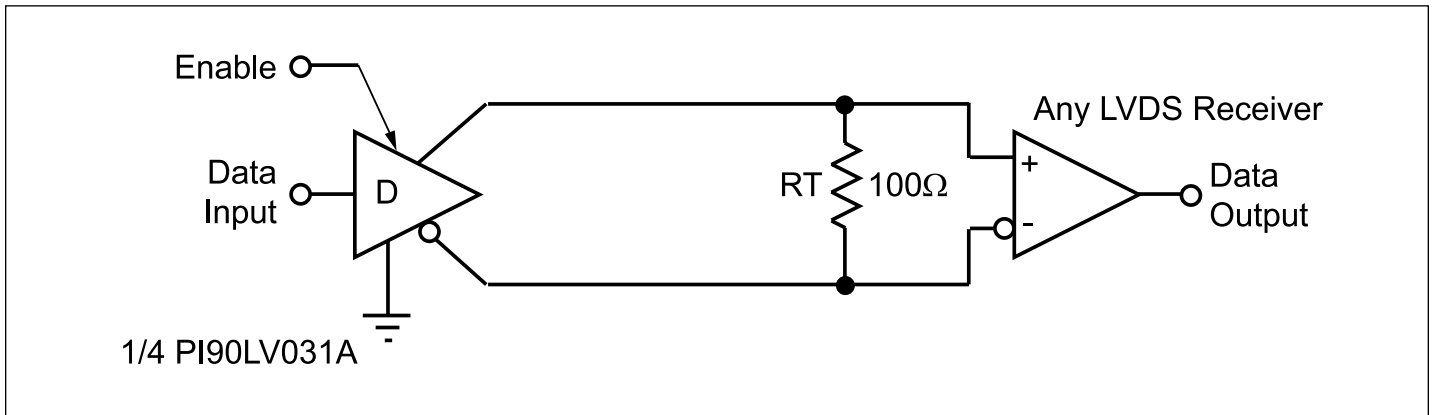 Enable
Data
Input
D
1/4 PI90LV031A
RT 100Ω
Any LVDS Receiver
+
-
Data
Output